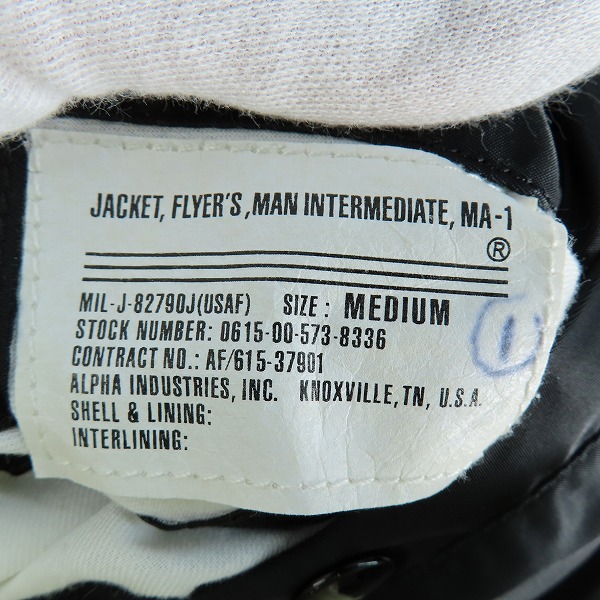 JACKET, FLYER'S, MAN INTERMEDIATE, MA-1
®
MIL-J-82790J(USAF) SIZE: MEDIUM
STOCK NUMBER: 0615-00-573-8336
CONTRACT NO.: AF/615-37901
ALPHA INDUSTRIES, INC. KNOXVILLE, TN, U.S.A.
SHELL & LINING:
INTERLINING:
1